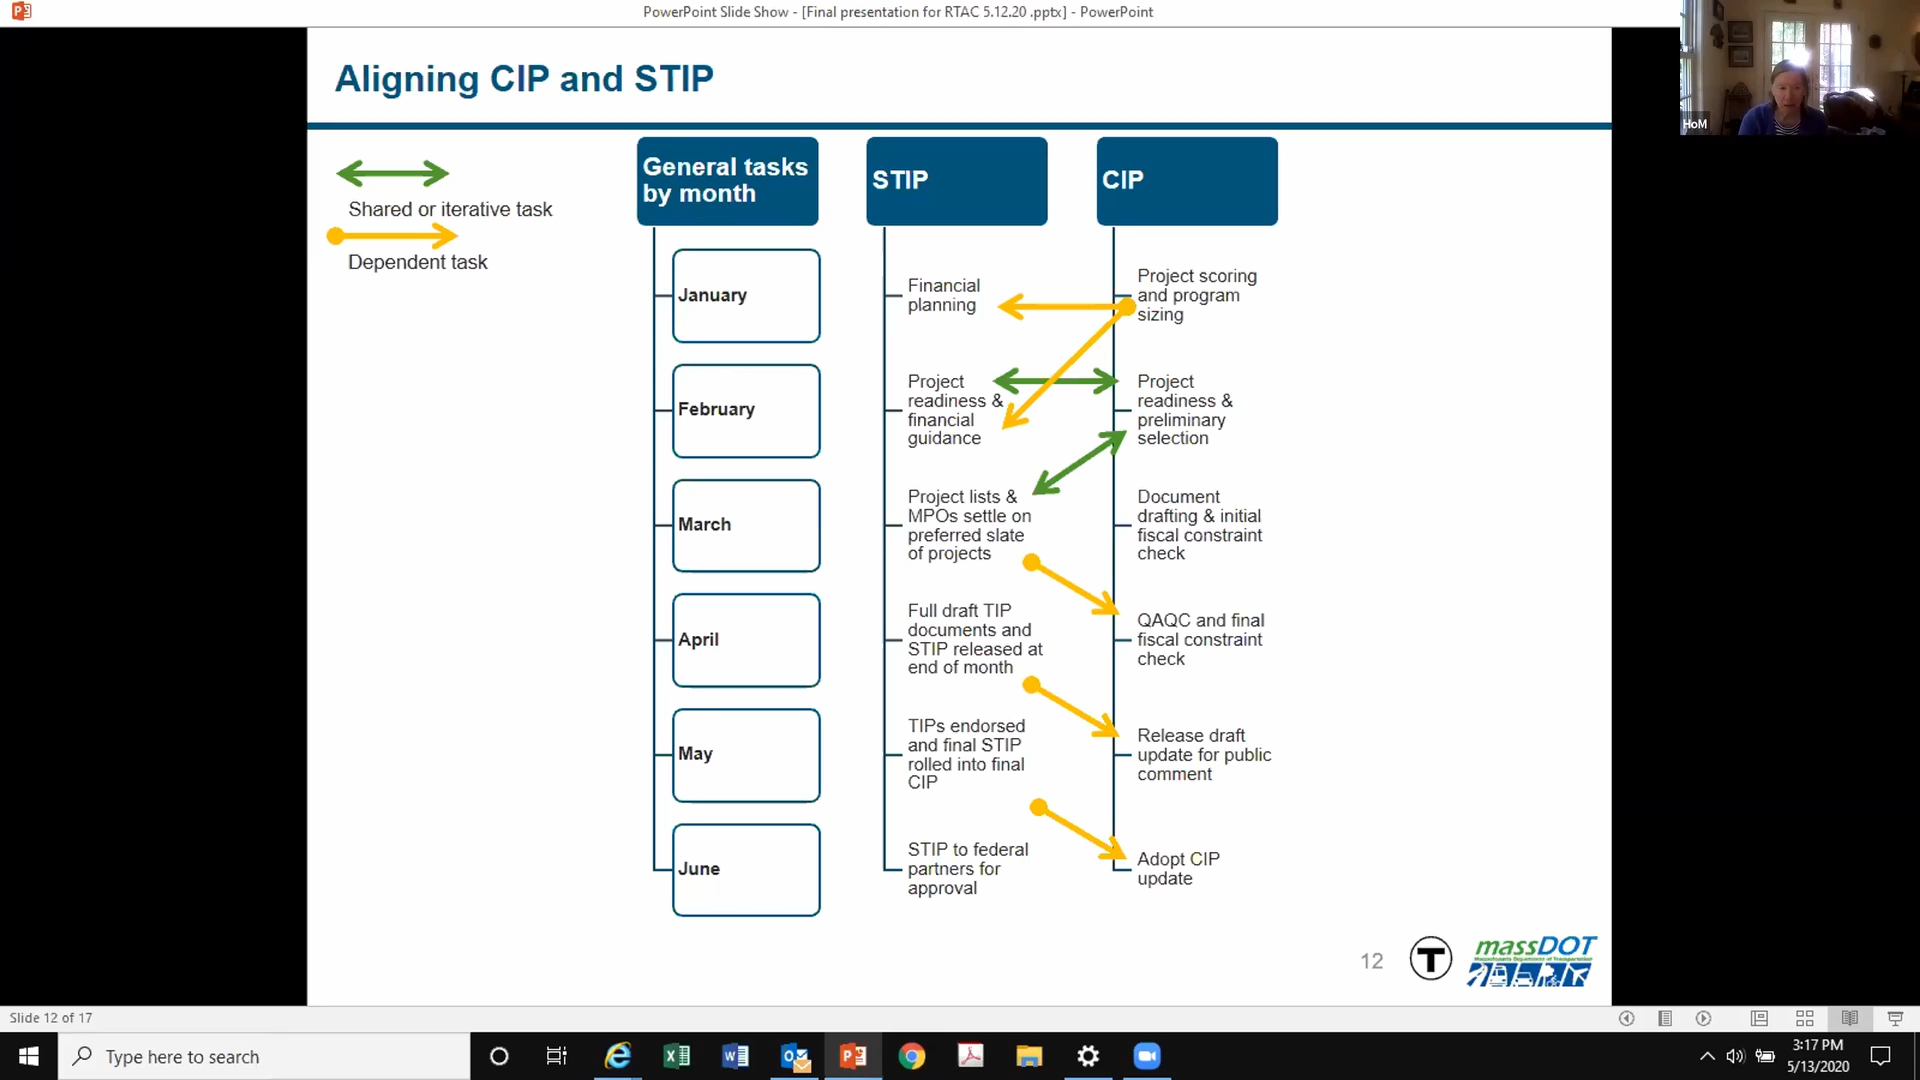 PowerPoint Slide Show - [Final presentation for RTAC 5.12.20 .pptx] - PowerPoint
HoM
Aligning CIP and STIP
Shared or iterative task
Dependent task
General tasks
by month
January
February
March
April
May
June
STIP
Financial
planning
Project
readiness &
financial
guidance
Project lists &
MPOs settle on
preferred slate
of projects
Full draft TIP
documents and
STIP released at
end of month
TIPs endorsed
and final STIP
rolled into final
CIP
STIP to federal
partners for
approval
CIP
Project scoring
and program
sizing
Project
readiness &
preliminary
selection
Document
drafting & initial
fiscal constraint
check
QAQC and final
fiscal constraint
check
Release draft
update for public
comment
Adopt CIP
update
12
T
massDOT
Massachusetts Department of Transportation
Slide 12 of 17
Type here to search
3:17 PM
5/13/2020